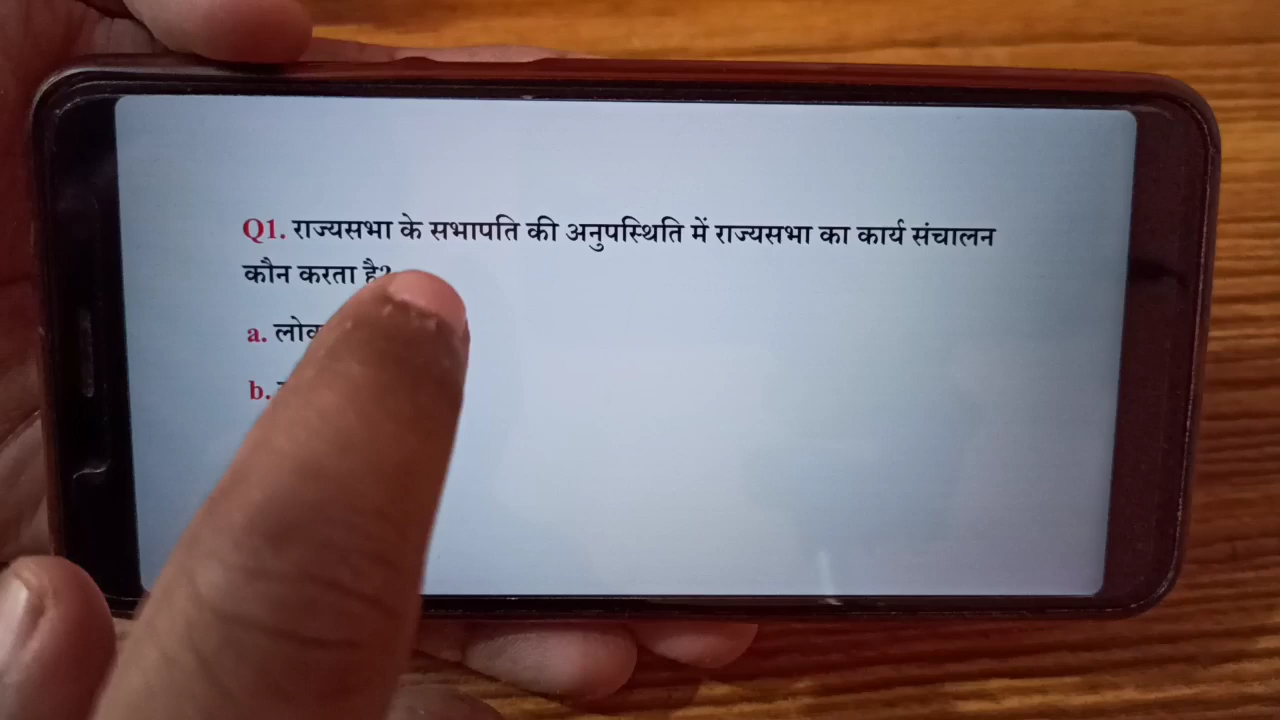 Q1. राज्यसभा के सभापति की अनुपस्थिति में राज्यसभा का कार्य संचालन
कौन करता है?
a.
b.